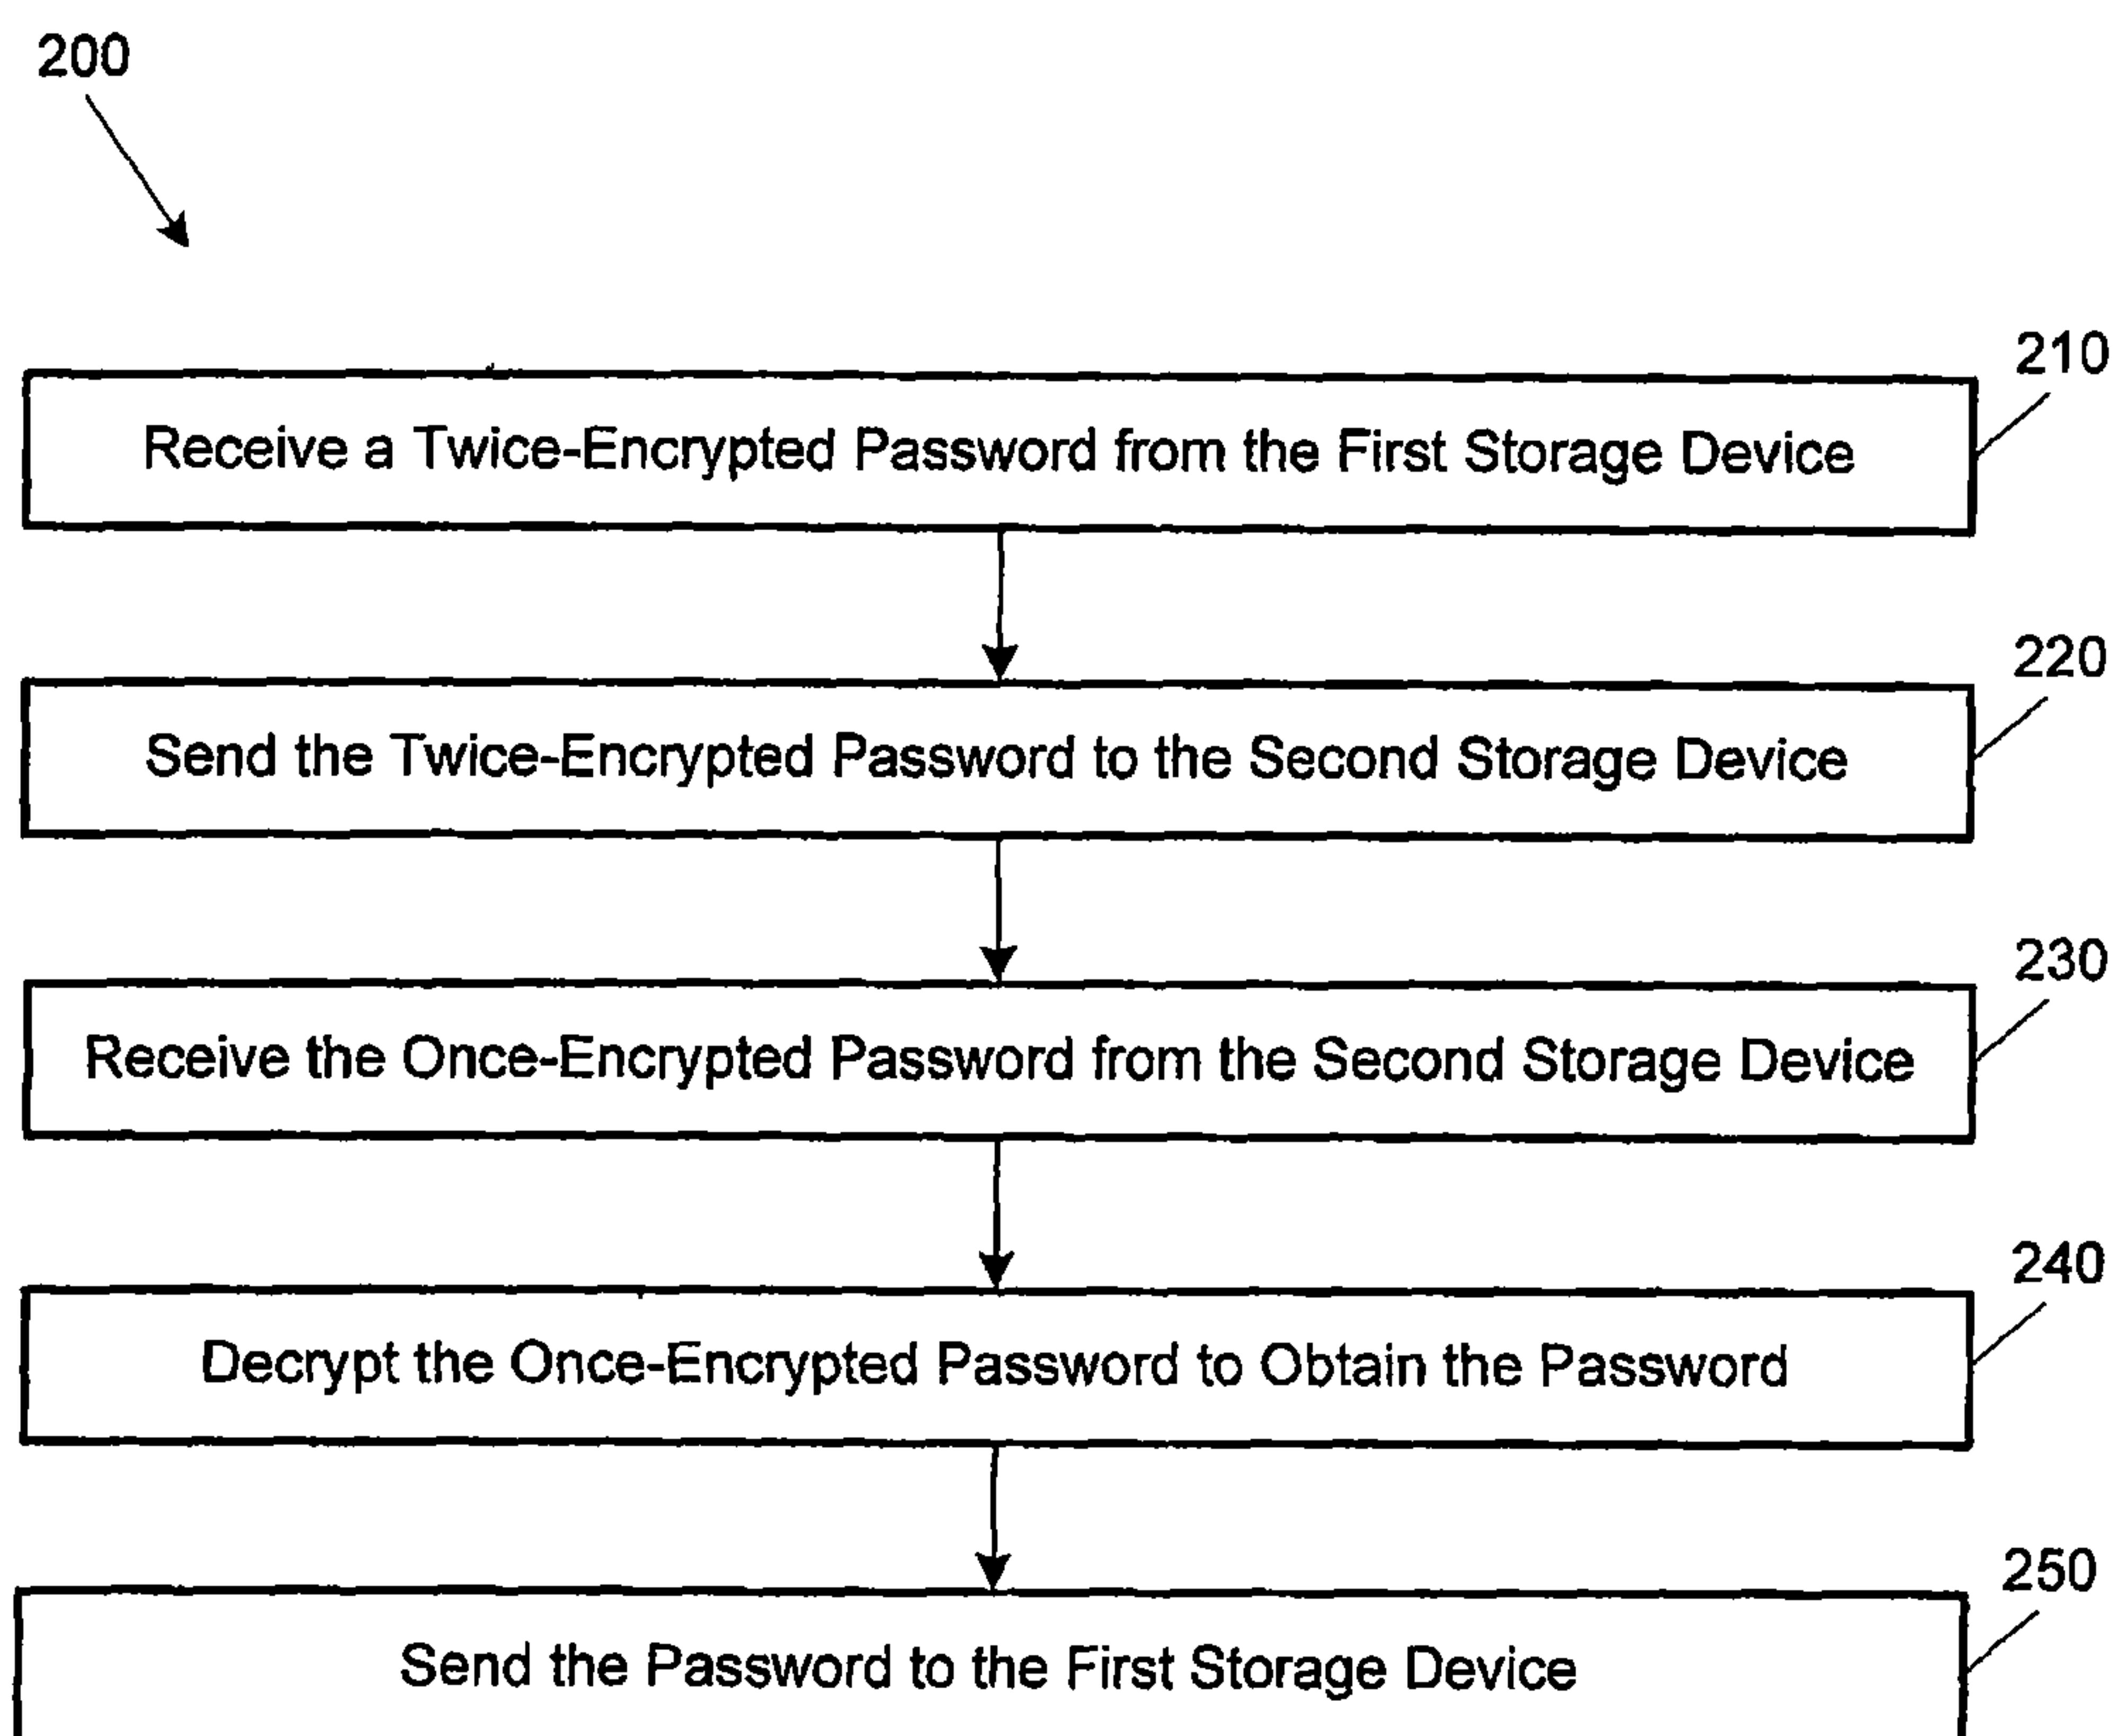 200
210
Receive a Twice-Encrypted Password from the First Storage Device
220
Send the Twice-Encrypted Password to the Second Storage Device
230
Receive the Once-Encrypted Password from the Second Storage Device
240
Decrypt the Once-Encrypted Password to Obtain the Password
250
Send the Password to the First Storage Device